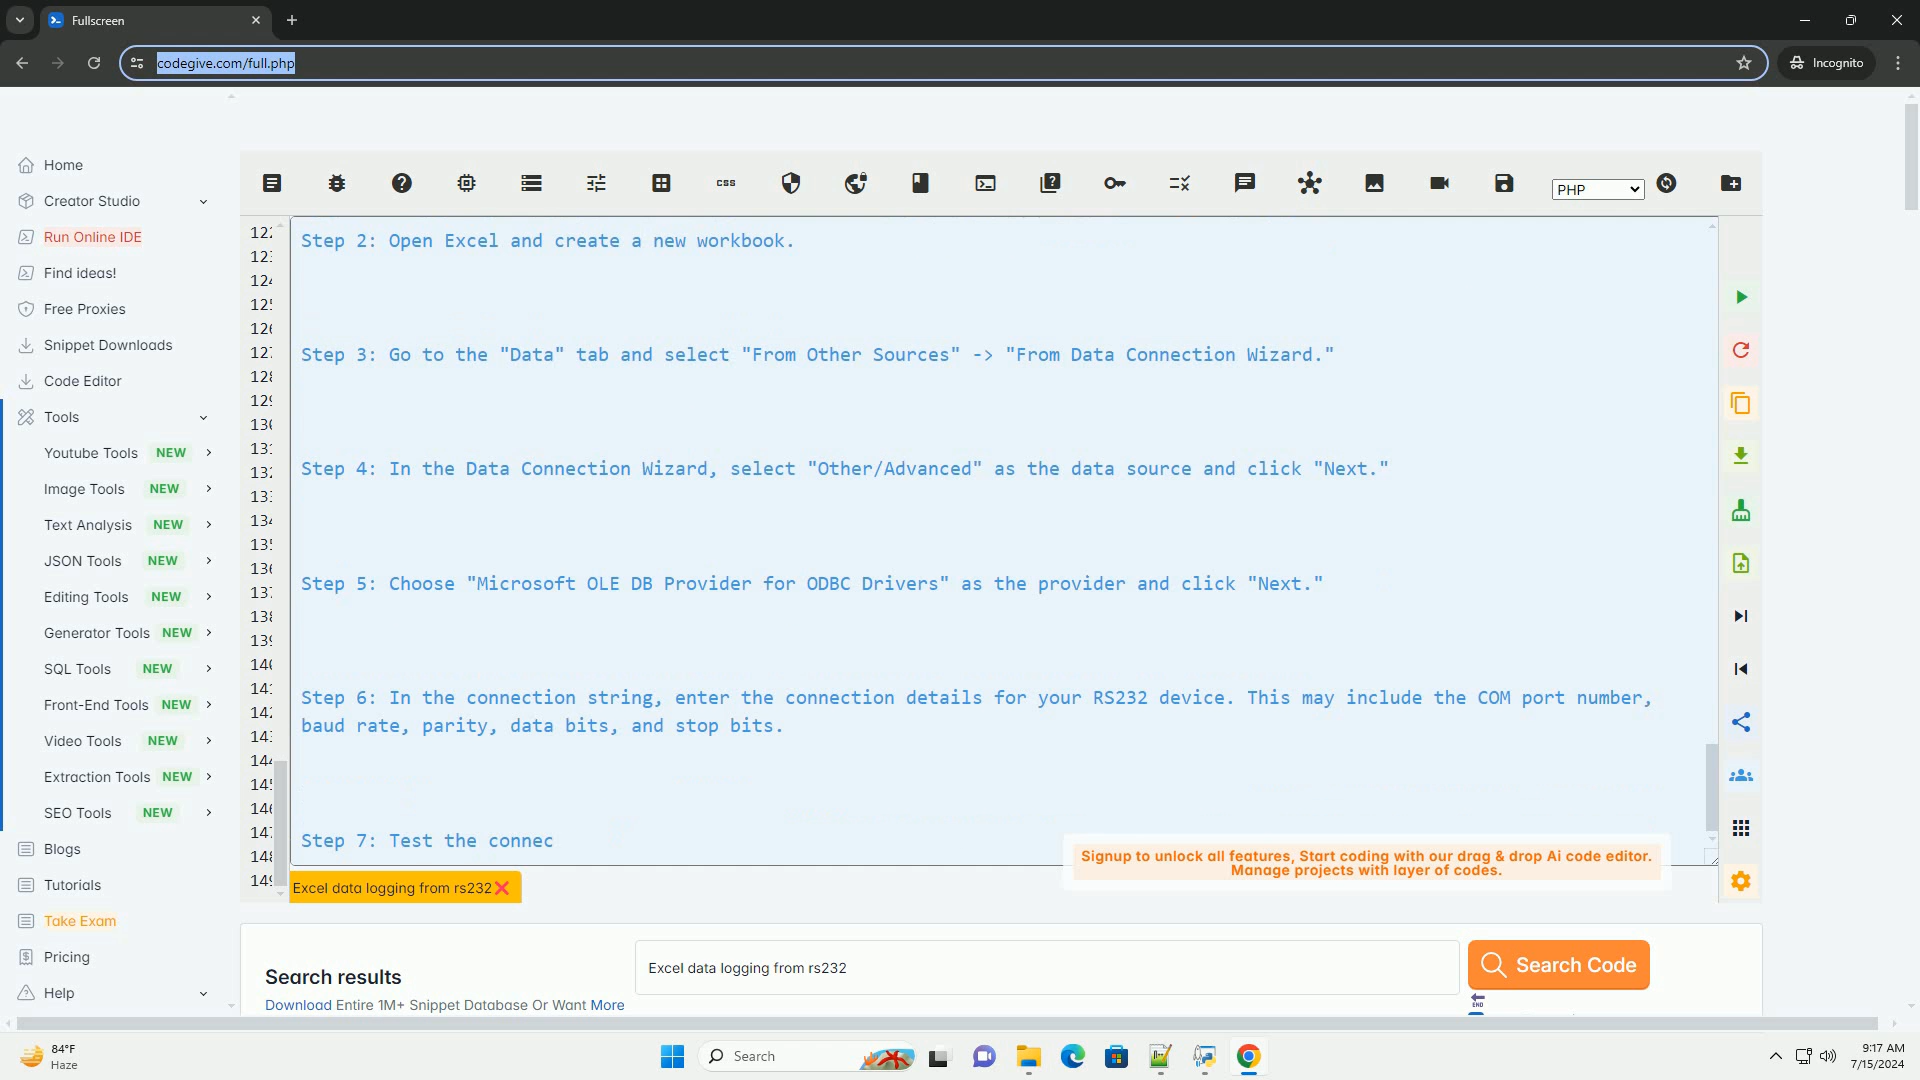 Fullscreen
codegive.com/full.php
Incognito
Home
Creator Studio
Run Online IDE
Find ideas!
Free Proxies
Snippet Downloads
Code Editor
Tools
Youtube Tools NEW
Image Tools NEW
Text Analysis NEW
JSON Tools NEW
Editing Tools NEW
Generator Tools NEW
SQL Tools NEW
Front-End Tools NEW
Video Tools NEW
Extraction Tools NEW
SEO Tools NEW
Blogs
Tutorials
Take Exam
Pricing
Help
css
PHP
Step 2: Open Excel and create a new workbook.
Step 3: Go to the "Data" tab and select "From Other Sources" -> "From Data Connection Wizard."
Step 4: In the Data Connection Wizard, select "Other/Advanced" as the data source and click "Next."
Step 5: Choose "Microsoft OLE DB Provider for ODBC Drivers" as the provider and click "Next."
Step 6: In the connection string, enter the connection details for your RS232 device. This may include the COM port number,
baud rate, parity, data bits, and stop bits.
Step 7: Test the connec
Signup to unlock all features, Start coding with our drag & drop Ai code editor.
Manage projects with layer of codes.
Excel data logging from rs232
Search results
Excel data logging from rs232
Search Code
Download Entire 1M+ Snippet Database Or Want More
END
84°F
Haze
Search
9:17 AM
7/15/2024